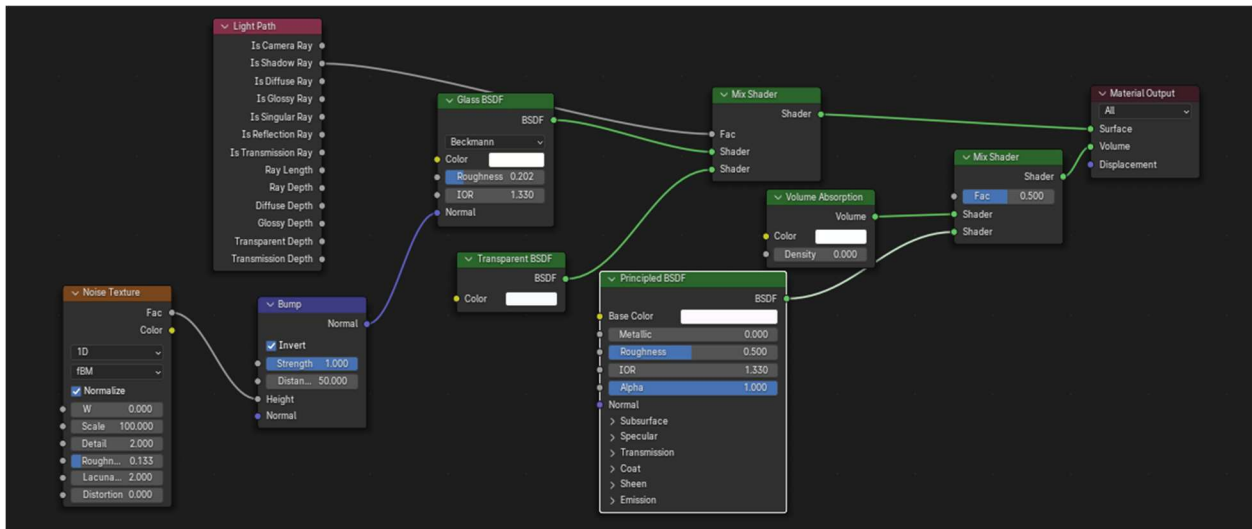 Light Path
Is Camera Ray
Is Shadow Ray
Is Diffuse Ray
Is Glossy Ray
Is Singular Ray
Is Reflection Ray
Is Transmission Ray
Ray Length
Ray Depth
Diffuse Depth
Glossy Depth
Transparent Depth
Transmission Depth
Noise Texture
Fac
Color
1D
fBM
Normalize
W 0.000
Scale 100.000
Detail 2.000
Roughn... 0.133
Lacuna... 2.000
Distortion 0.000
Bump
Normal
Invert
Strength 1.000
Distan... 50.000
Height
Normal
Glass BSDF
BSDF
Beckmann
Color
Roughness 0.202
IOR 1.330
Normal
Transparent BSDF
BSDF
Color
Principled BSDF
BSDF
Base Color
Metallic 0.000
Roughness 0.500
IOR 1.330
Alpha 1.000
Normal
Subsurface
Specular
Transmission
Coat
Sheen
Emission
Mix Shader
Shader
Fac
Shader
Shader
Volume Absorption
Volume
Color
Density 0.000
Mix Shader
Shader
Fac 0.500
Shader
Shader
Material Output
All
Surface
Volume
Displacement